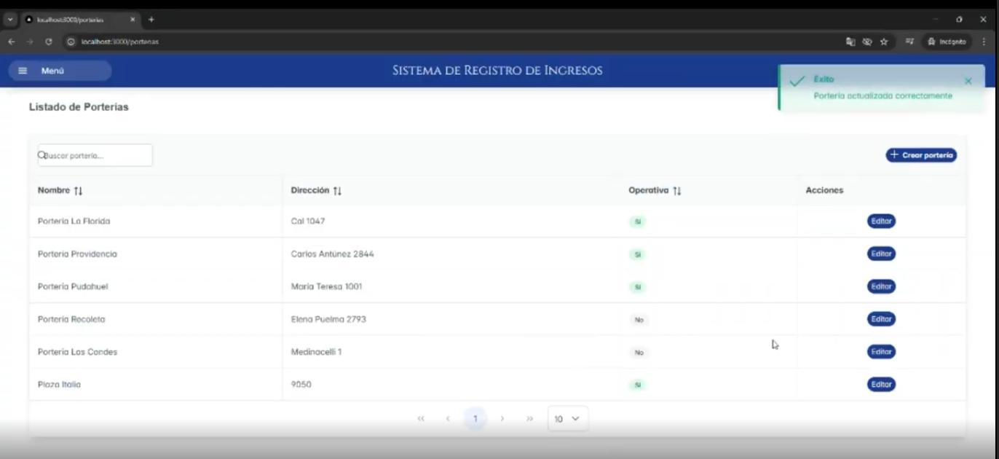 localhost:3000/porterias
localhost:3000/porterias
Incógnito
Menú
SISTEMA DE REGISTRO DE INGRESOS
Éxito
Portería actualizada correctamente
Listado de Porterías
Buscar portería...
Crear portería
Nombre Dirección Operativa Acciones
Portería La Florida Cal 1047 Sí Editar
Portería Providencia Carlos Antúnez 2844 Sí Editar
Portería Pudahuel María Teresa 1001 Sí Editar
Portería Recoleta Elena Puelma 2793 No Editar
Portería Las Condes Medinacelli 1 No Editar
Plaza Italia 9050 Sí Editar
« ‹ 1 › » 10